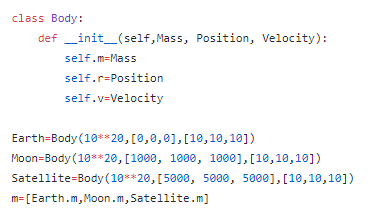 class Body:
    def __init__(self,Mass, Position, Velocity):
        self.m=Mass
        self.r=Position
        self.v=Velocity

Earth=Body(10**20,[0,0,0],[10,10,10])
Moon=Body(10**20,[1000, 1000, 1000],[10,10,10])
Satellite=Body(10**20,[5000, 5000, 5000],[10,10,10])
m=[Earth.m,Moon.m,Satellite.m]